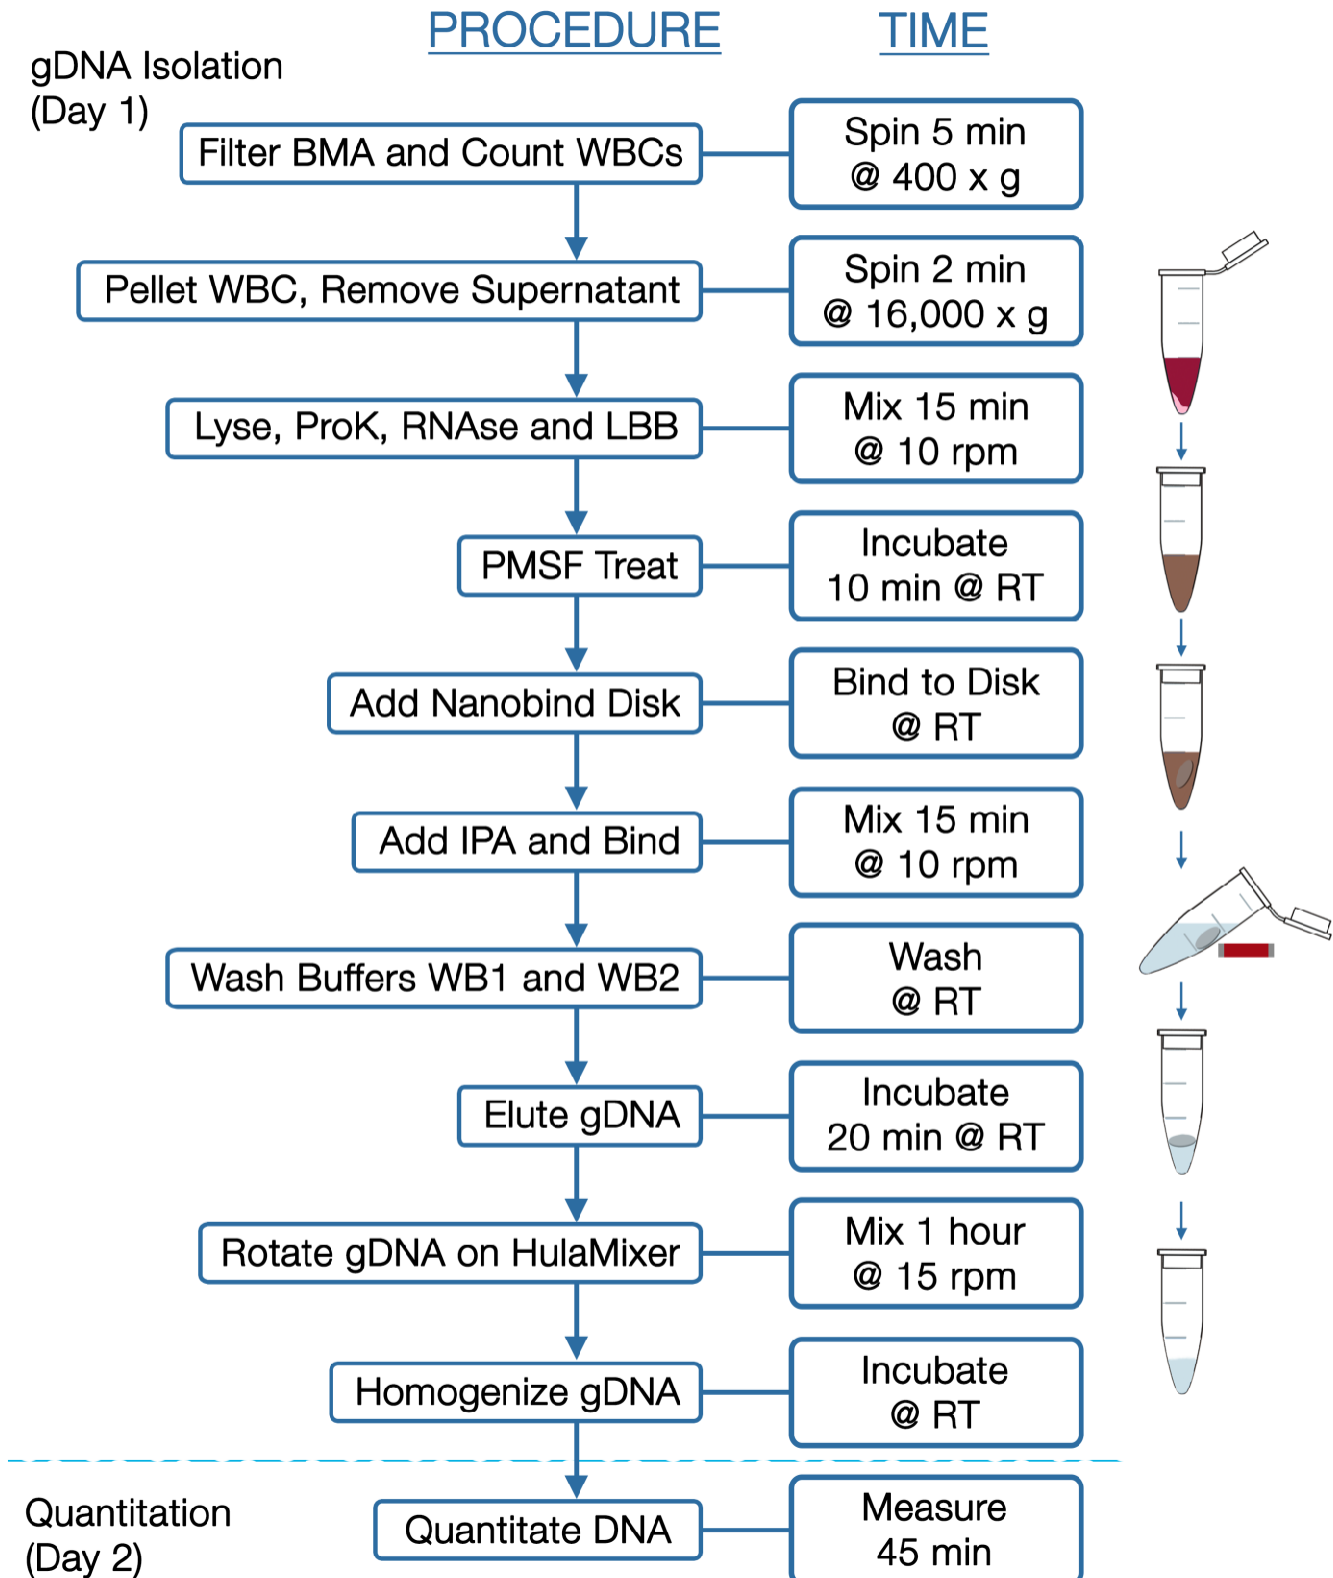 PROCEDURE
TIME
gDNA Isolation
(Day 1)
Filter BMA and Count WBCs
Spin 5 min
@ 400 x g
Pellet WBC, Remove Supernatant
Spin 2 min
@ 16,000 x g
Lyse, ProK, RNAse and LBB
Mix 15 min
@ 10 rpm
PMSF Treat
Incubate
10 min @ RT
Add Nanobind Disk
Bind to Disk
@ RT
Add IPA and Bind
Mix 15 min
@ 10 rpm
Wash Buffers WB1 and WB2
Wash
@ RT
Elute gDNA
Incubate
20 min @ RT
Rotate gDNA on HulaMixer
Mix 1 hour
@ 15 rpm
Homogenize gDNA
Incubate
@ RT
Quantitation
(Day 2)
Quantitate DNA
Measure
45 min